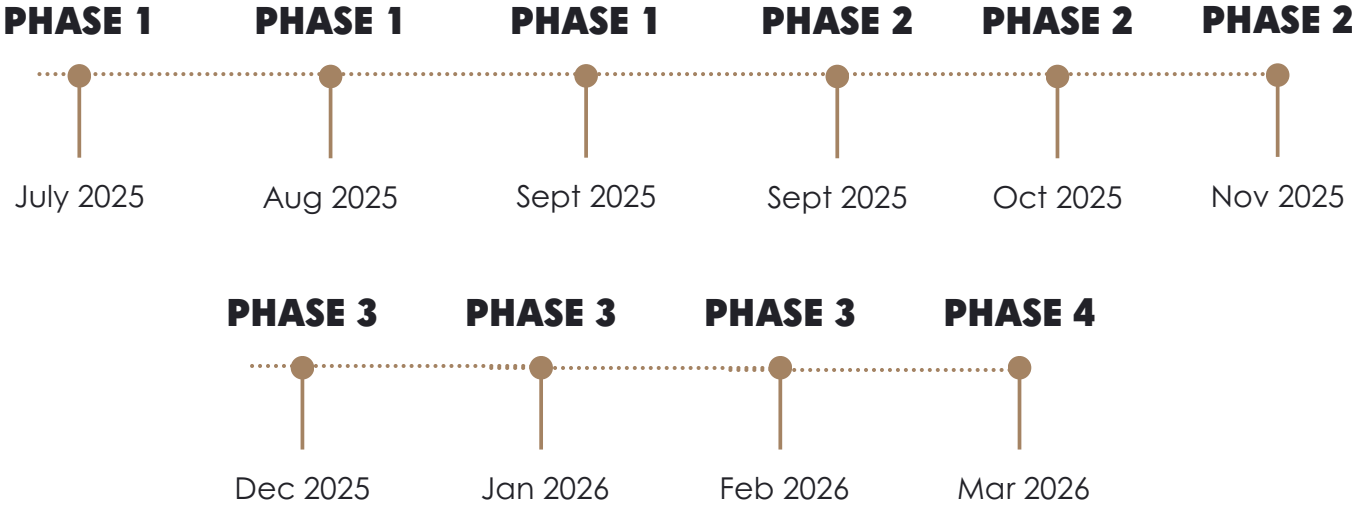 PHASE 1 PHASE 1 PHASE 1 PHASE 2 PHASE 2 PHASE 2
July 2025 Aug 2025 Sept 2025 Sept 2025 Oct 2025 Nov 2025
PHASE 3 PHASE 3 PHASE 3 PHASE 4
Dec 2025 Jan 2026 Feb 2026 Mar 2026